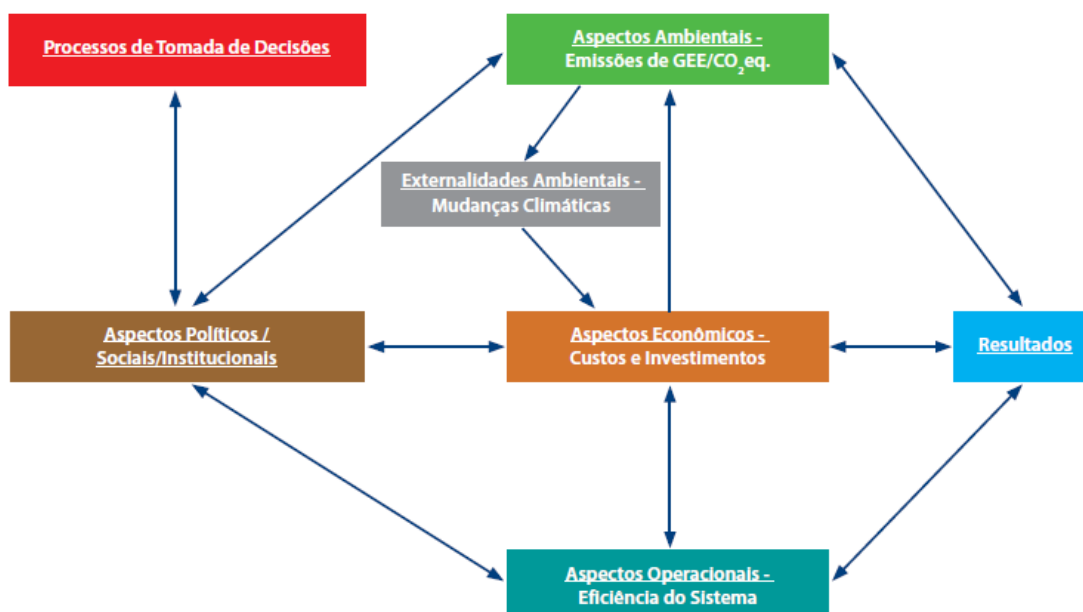 Processos de Tomada de Decisões
Aspectos Ambientais -
Emissões de GEE/CO₂eq.
Externalidades Ambientais -
Mudanças Climáticas
Aspectos Políticos /
Sociais/Institucionais
Aspectos Econômicos -
Custos e Investimentos
Resultados
Aspectos Operacionais -
Eficiência do Sistema